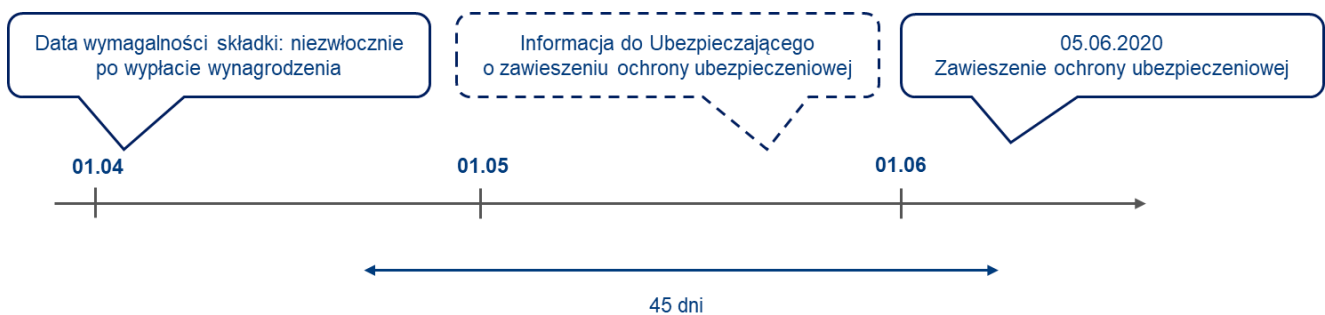 Data wymagalności składki: niezwłocznie
po wypłacie wynagrodzenia
Informacja do Ubezpieczającego
o zawieszeniu ochrony ubezpieczeniowej
05.06.2020
Zawieszenie ochrony ubezpieczeniowej
01.04
01.05
01.06
45 dni